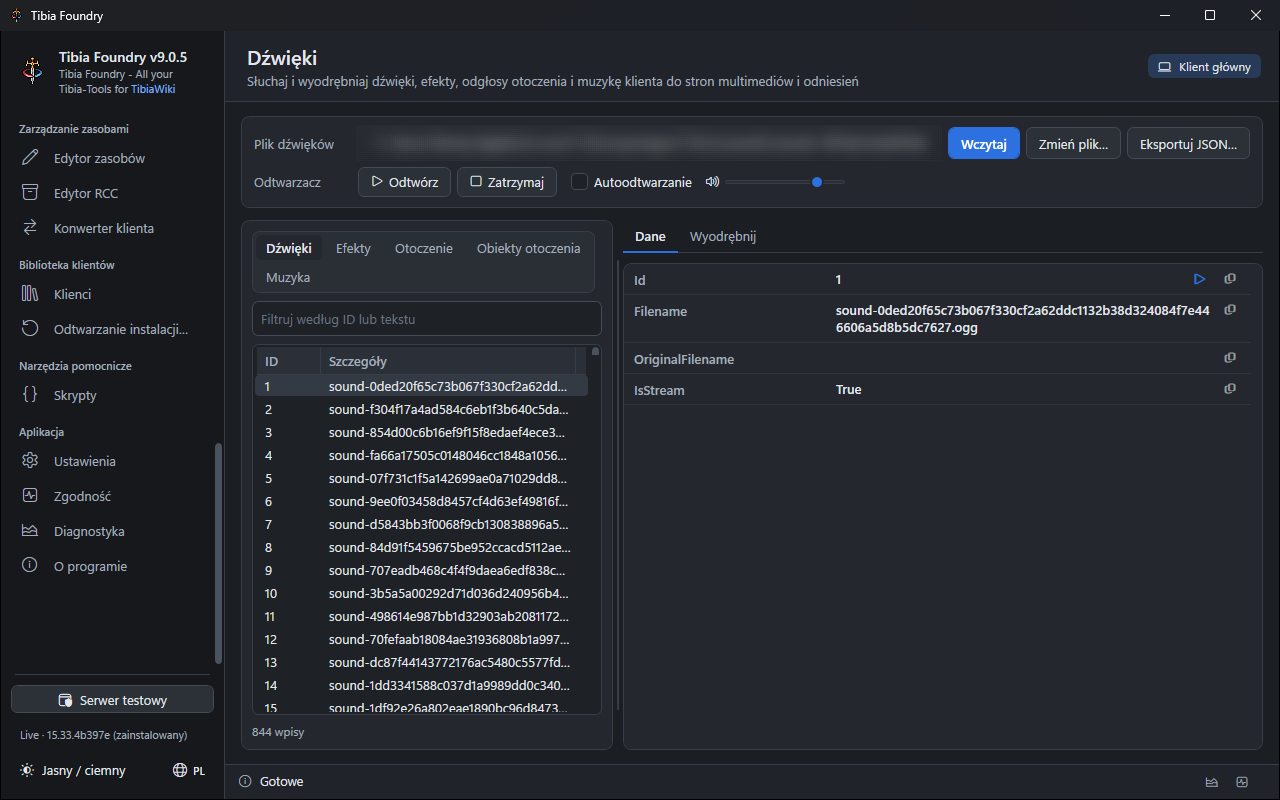 Tibia Foundry
Tibia Foundry v9.0.5
Tibia Foundry - All your
Tibia-Tools for TibiaWiki
Zarządzanie zasobami
Edytor zasobów
Edytor RCC
Konwerter klienta
Biblioteka klientów
Klienci
Odtwarzanie instalacji...
Narzędzia pomocnicze
Skrypty
Aplikacja
Ustawienia
Zgodność
Diagnostyka
O programie
Serwer testowy
Live · 15.33.4b397e (zainstalowany)
Jasny / ciemny
PL
Dźwięki
Słuchaj i wyodrębniaj dźwięki, efekty, odgłosy otoczenia i muzykę klienta do stron multimediów i odniesień
Klient główny
Plik dźwięków
Wczytaj
Zmień plik...
Eksportuj JSON...
Odtwarzacz
Odtwórz
Zatrzymaj
Autoodtwarzanie
Dźwięki
Efekty
Otoczenie
Obiekty otoczenia
Muzyka
Filtruj według ID lub tekstu
ID Szczegóły
1 sound-0ded20f65c73b067f330cf2a62dd...
2 sound-f304f17a4ad584c6eb1f3b640c5da...
3 sound-854d00c6b16ef9f15f8edaef4ece3...
4 sound-fa66a17505c0148046cc1848a1056...
5 sound-07f731c1f5a142699ae0a71029dd8...
6 sound-9ee0f03458d8457cf4d63ef49816f...
7 sound-d5843bb3f0068f9cb130838896a5...
8 sound-84d91f5459675be952ccacd5112ae...
9 sound-707eadb468c4f4f9daea6edf838c...
10 sound-3b5a5a00292d71d036d240956b4...
11 sound-498614e987bb1d32903ab2081172...
12 sound-70fefaab18084ae31936808b1a997...
13 sound-dc87f44143772176ac5480c5577fd...
14 sound-1dd3341588c037d1a9989dd0c340...
15 sound-1df92e26a802eae1890bc96d8473...
844 wpisy
Dane
Wyodrębnij
Id 1
Filename sound-0ded20f65c73b067f330cf2a62ddc1132b38d324084f7e44
6606a5d8b5dc7627.ogg
OriginalFilename
IsStream True
Gotowe